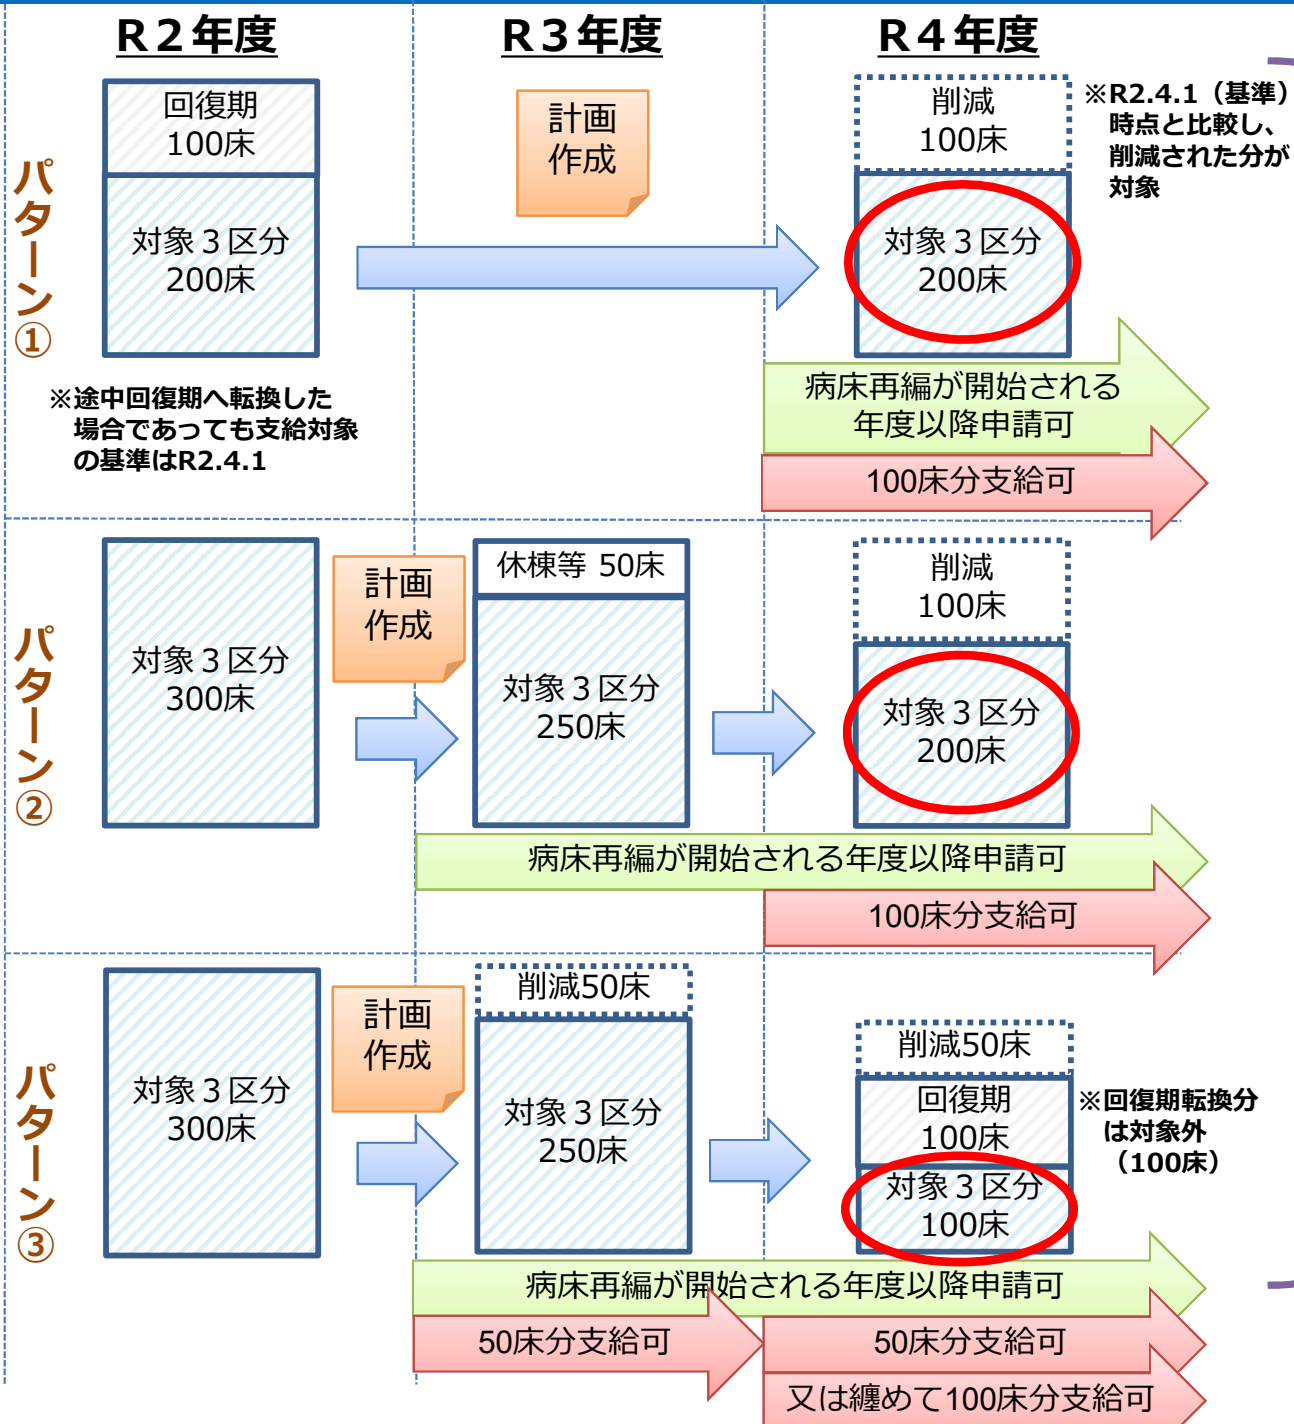 R２年度
R３年度
R４年度
パターン①
回復期
100床
対象３区分
200床
※途中回復期へ転換した
場合であっても支給対象
の基準はR2.4.1
計画
作成
削減
100床
対象３区分
200床
※R2.4.1（基準）
時点と比較し、
削減された分が
対象
病床再編が開始される
年度以降申請可
100床分支給可
パターン②
対象３区分
300床
計画
作成
休棟等 50床
対象３区分
250床
削減
100床
対象３区分
200床
病床再編が開始される年度以降申請可
100床分支給可
パターン③
対象３区分
300床
計画
作成
削減50床
対象３区分
250床
削減50床
回復期
100床
対象３区分
100床
※回復期転換分
は対象外
（100床）
病床再編が開始される年度以降申請可
50床分支給可
50床分支給可
又は纏めて100床分支給可